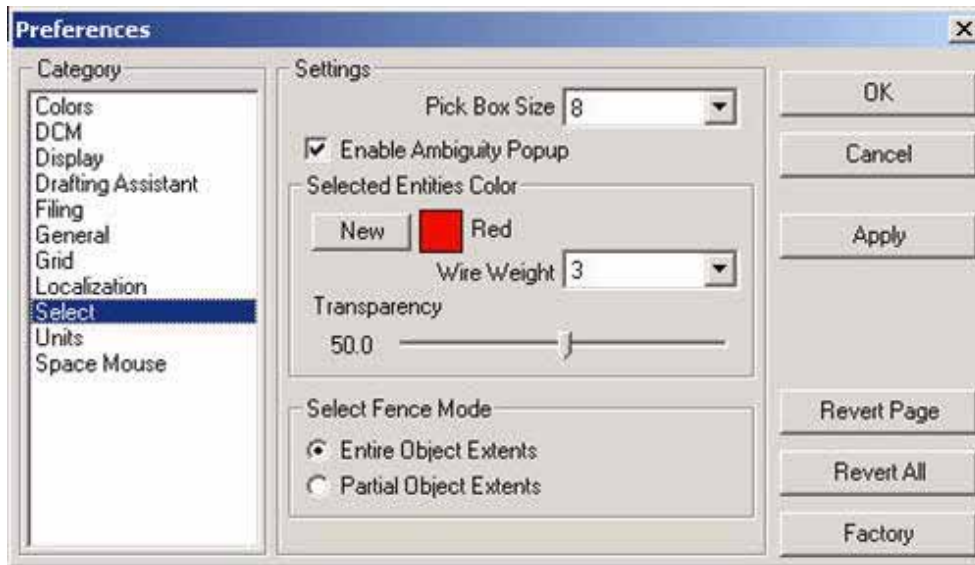 Preferences
Category
Colors
DCM
Display
Drafting Assistant
Filing
General
Grid
Localization
Select
Units
Space Mouse
Settings
Pick Box Size 8
Enable Ambiguity Popup
Selected Entities Color
New Red
Wire Weight 3
Transparency
50.0
Select Fence Mode
Entire Object Extents
Partial Object Extents
OK
Cancel
Apply
Revert Page
Revert All
Factory